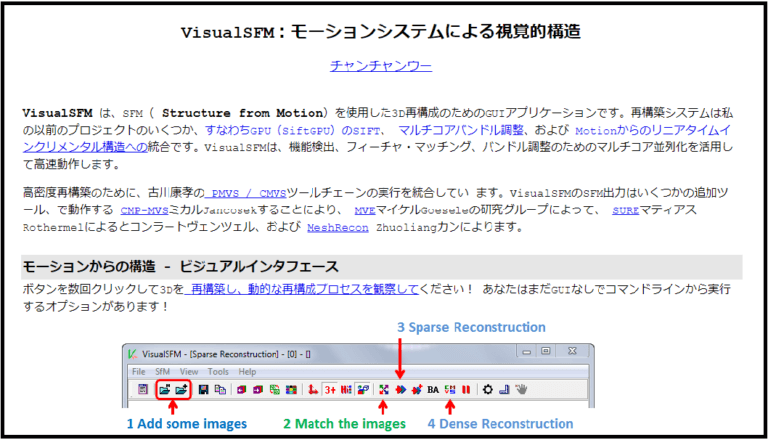 VisualSFM：モーションシステムによる視覚的構造
チャンチャンウー
VisualSFM は、SFM（ Structure from Motion）を使用した3D再構成のためのGUIアプリケーションです。再構築システムは私
の以前のプロジェクトのいくつか、すなわちGPU（SiftGPU）のSIFT、 マルチコアバンドル調整、および Motionからのリニアタイムイ
ンクリメンタル構造への統合です。VisualSFMは、機能検出、フィーチャ・マッチング、バンドル調整のためのマルチコア並列化を活用し
て高速動作します。
高密度再構築のために、古川康孝の PMVS / CMVSツールチェーンの実行を統合してい ます。VisualSFMのSFM出力はいくつかの追加ツ
ール、で動作する CMP-MVSミカルJancosekすることにより、 MVEマイケルGoeseleの研究グループによって、 SUREマティアス
Rothermelによるとコンラートヴェンツェル、および MeshRecon Zhuoliangカンによります。
モーションからの構造 - ビジュアルインタフェース
ボタンを数回クリックして3Dを 再構築し、動的な再構成プロセスを観察してください！ あなたはまだGUIなしでコマンドラインから実行
するオプションがあります！
3 Sparse Reconstruction
VisualSFM - [Sparse Reconstruction] - [0] - []
File SfM View Tools Help
3+ BA
1 Add some images 2 Match the images 4 Dense Reconstruction